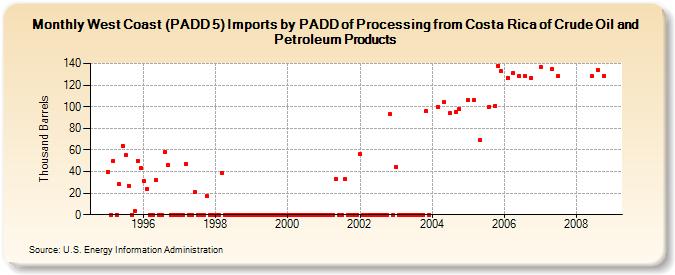 Monthly West Coast (PADD 5) Imports by PADD of Processing from Costa Rica of Crude Oil and
Petroleum Products
Thousand Barrels
140
120
100
80
60
40
20
0
1996 1998 2000 2002 2004 2006 2008
Source: U.S. Energy Information Administration